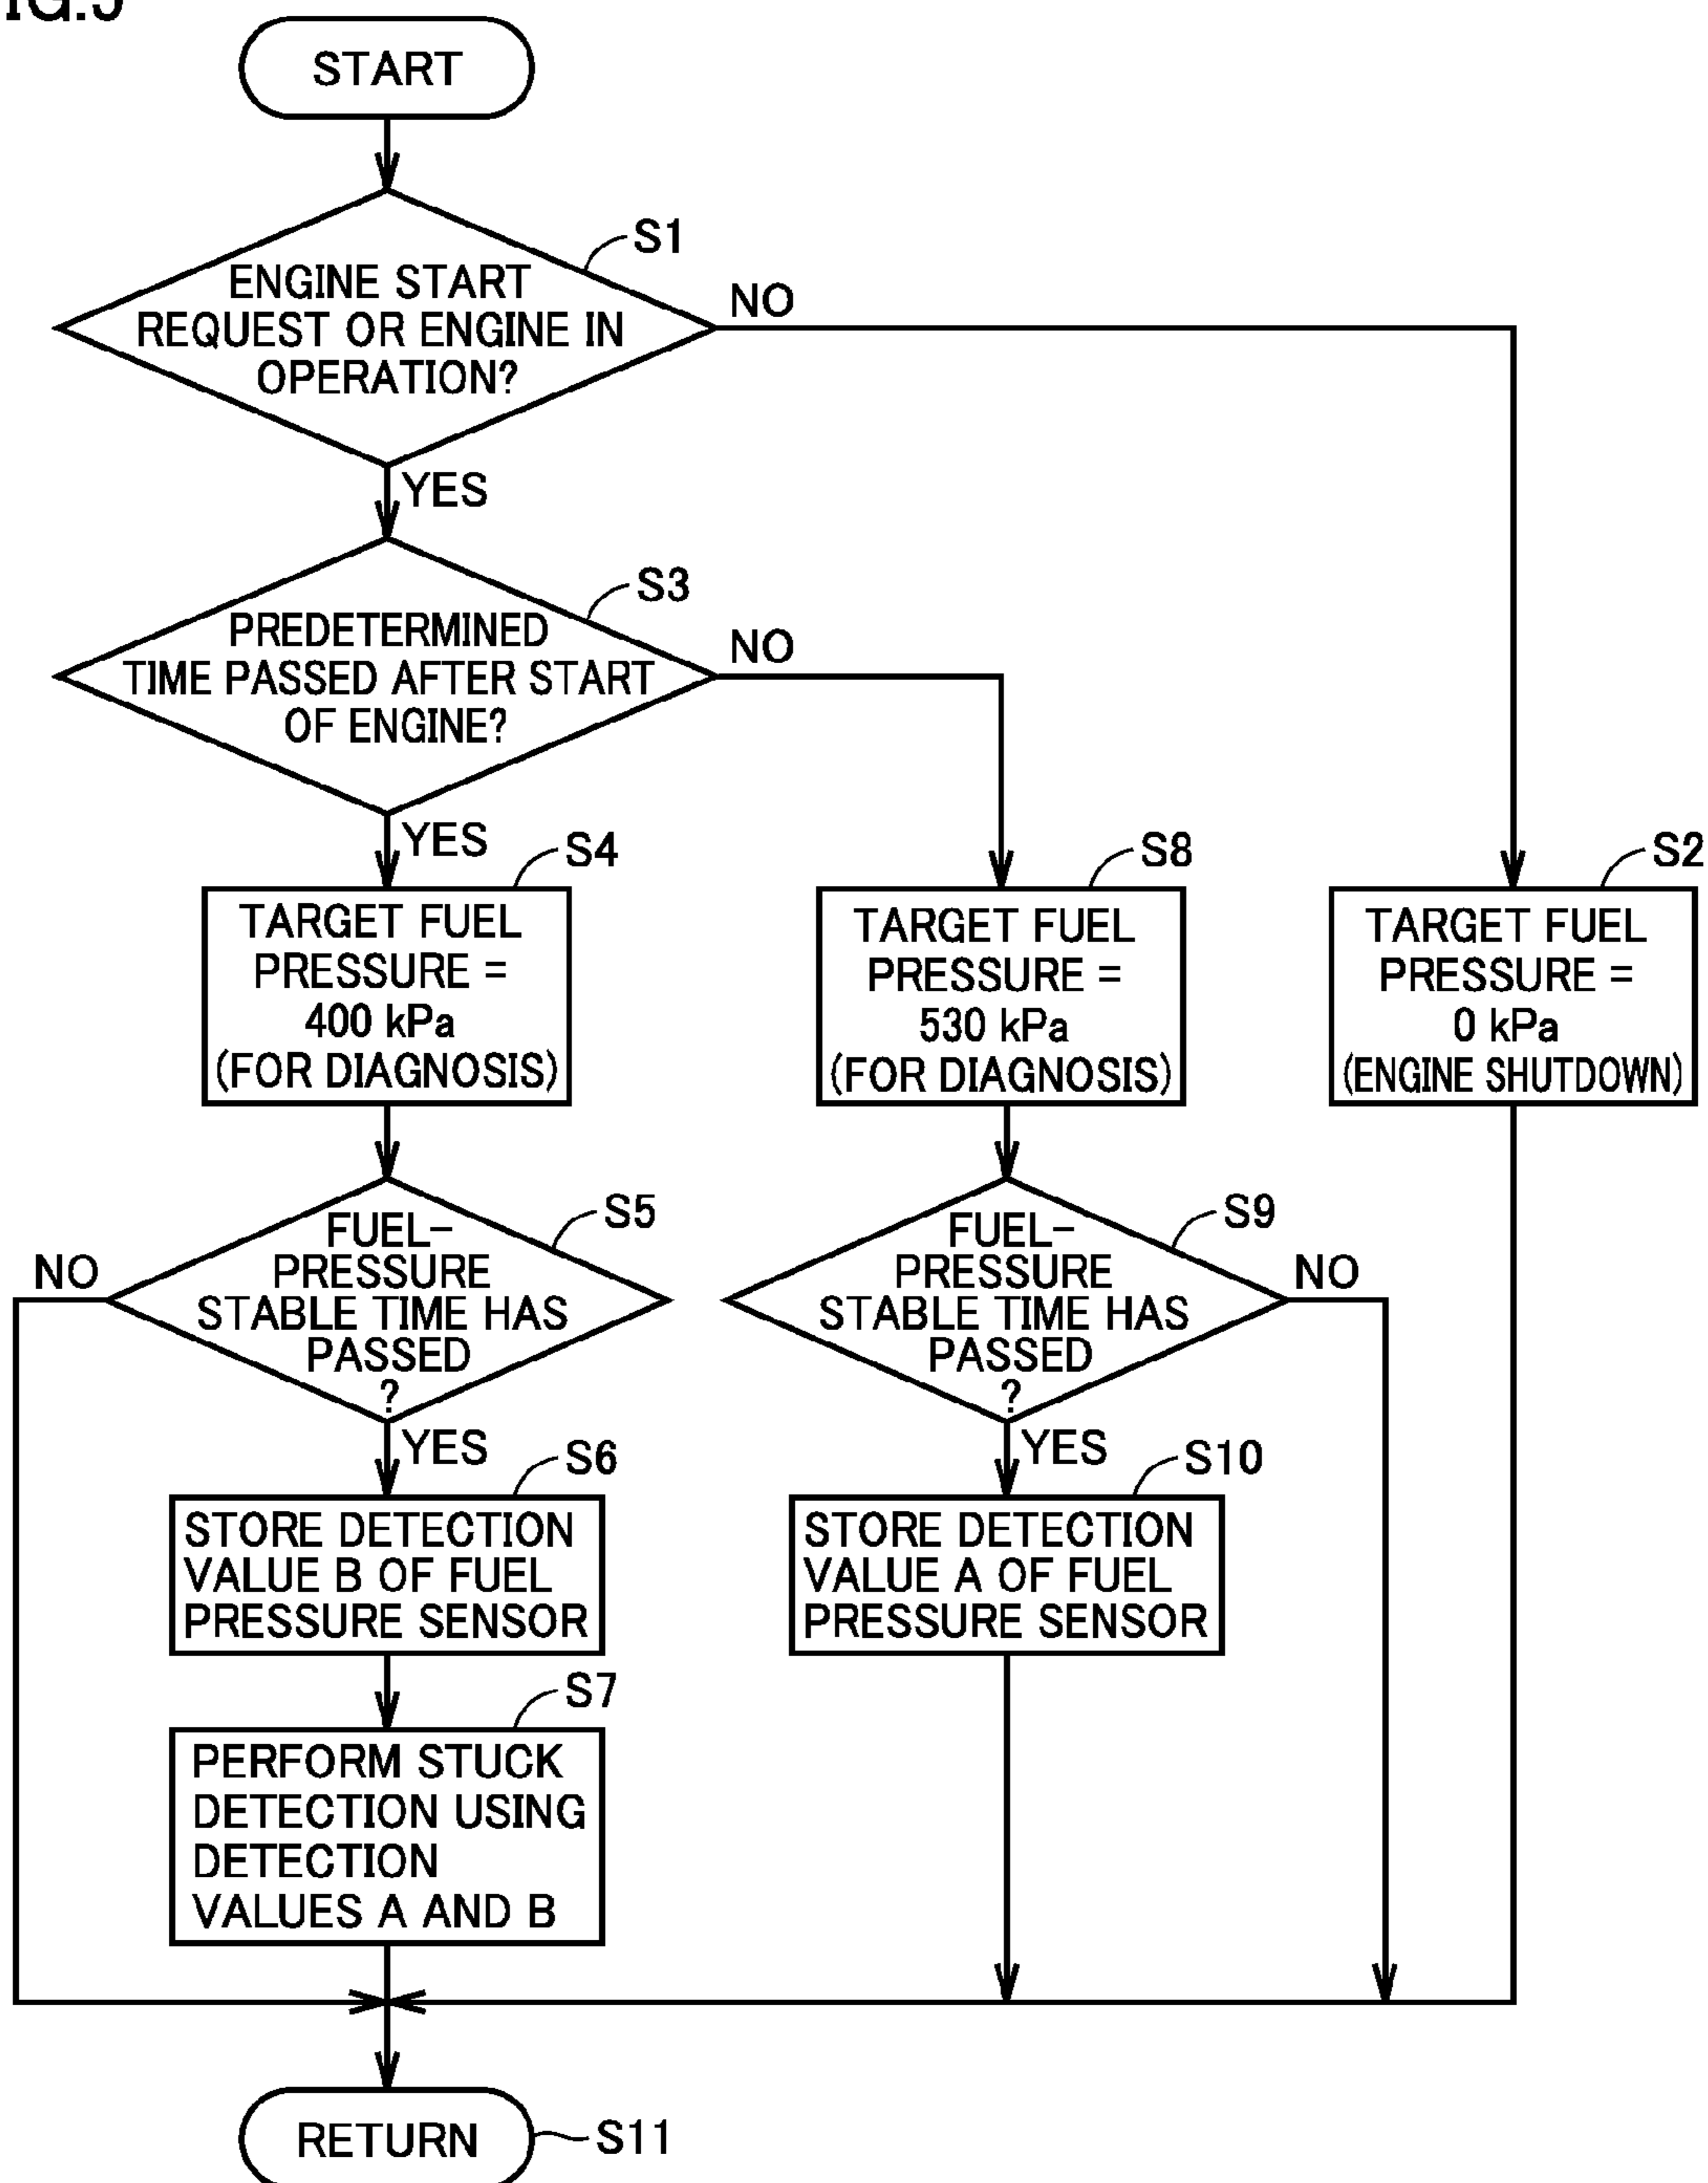 START
S1
ENGINE START
REQUEST OR ENGINE IN
OPERATION?
NO
YES
S3
PREDETERMINED
TIME PASSED AFTER START
OF ENGINE?
NO
YES
S4
TARGET FUEL
PRESSURE =
400 kPa
(FOR DIAGNOSIS)
S8
TARGET FUEL
PRESSURE =
530 kPa
(FOR DIAGNOSIS)
S2
TARGET FUEL
PRESSURE =
0 kPa
(ENGINE SHUTDOWN)
S5
FUEL-
PRESSURE
STABLE TIME HAS
PASSED
?
NO
YES
S9
FUEL-
PRESSURE
STABLE TIME HAS
PASSED
?
NO
YES
S6
STORE DETECTION
VALUE B OF FUEL
PRESSURE SENSOR
S10
STORE DETECTION
VALUE A OF FUEL
PRESSURE SENSOR
S7
PERFORM STUCK
DETECTION USING
DETECTION
VALUES A AND B
RETURN
S11